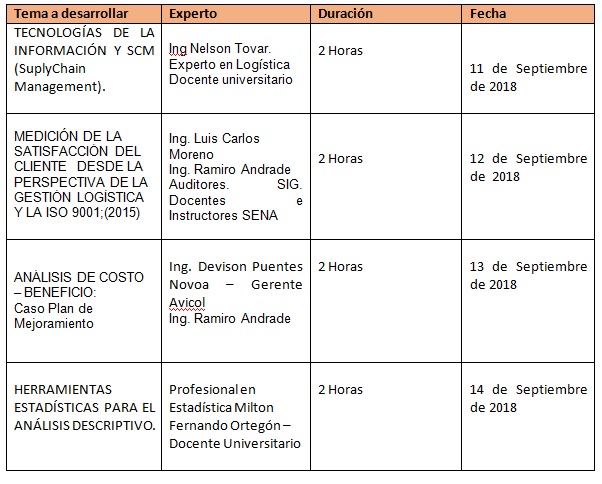 Tema a desarrollar
Experto
Duración
Fecha
TECNOLOGÍAS DE LA
INFORMACIÓN Y SCM
(SuplyChain
Management).
Ing Nelson Tovar.
Experto en Logística
Docente universitario
2 Horas
11 de Septiembre
de 2018
MEDICIÓN DE LA
SATISFACCIÓN DEL
CLIENTE DESDE LA
PERSPECTIVA DE LA
GESTIÓN LOGÍSTICA
Y LA ISO 9001;(2015)
Ing. Luis Carlos
Moreno
Ing. Ramiro Andrade
Auditores. SIG.
Docentes e
Instructores SENA
2 Horas
12 de Septiembre
de 2018
ANÁLISIS DE COSTO
– BENEFICIO:
Caso Plan de
Mejoramiento
Ing. Devison Puentes
Novoa – Gerente
Avicol
Ing. Ramiro Andrade
2 Horas
13 de Septiembre
de 2018
HERRAMIENTAS
ESTADÍSTICAS PARA EL
ANÁLISIS DESCRIPTIVO.
Profesional en
Estadística Milton
Fernando Ortegón –
Docente Universitario
2 Horas
14 de Septiembre
de 2018